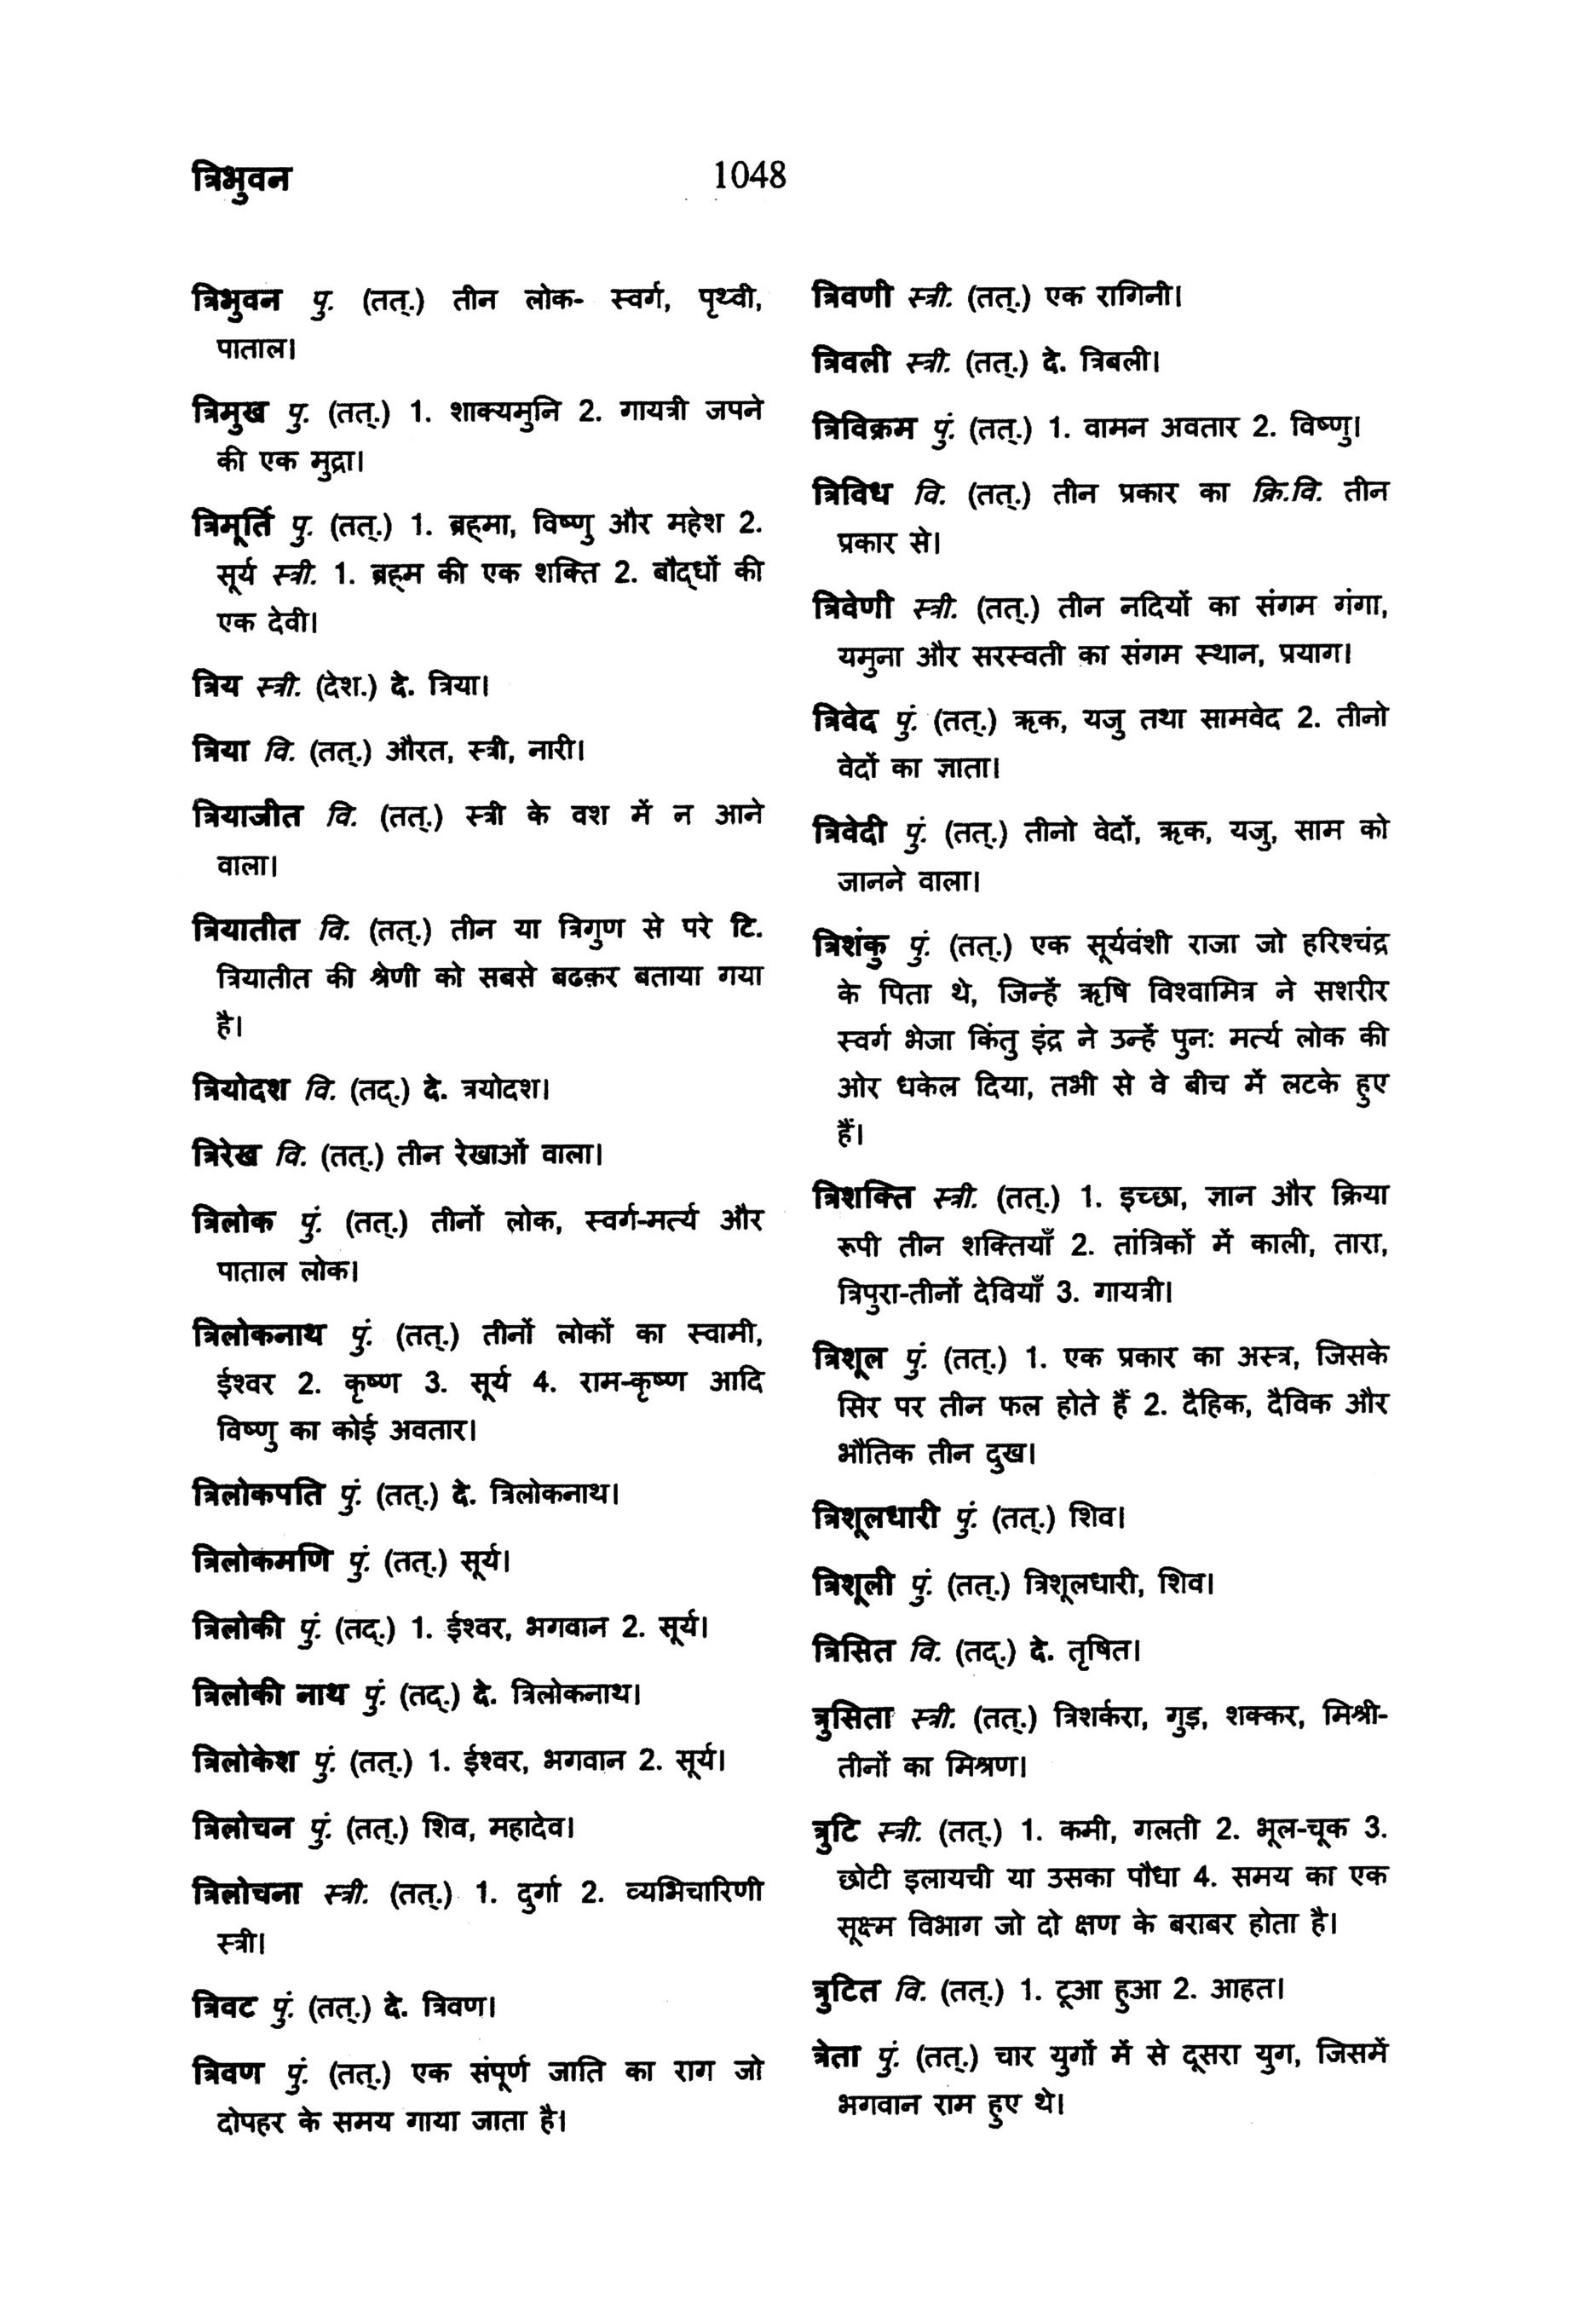 त्रिभुवन
1048
त्रिभुवन पु. (तत्.) तीन लोक- स्वर्ग, पृथ्वी,
पाताल।
त्रिमुख पु. (तत्.) 1. शाक्यमुनि 2. गायत्री जपने
की एक मुद्रा।
त्रिमूर्ति पु. (तत्.) 1. ब्रह्मा, विष्णु और महेश 2.
सूर्य स्त्री. 1. ब्रह्म की एक शक्ति 2. बौद्धों की
एक देवी।
त्रिय स्त्री. (देश.) दे. त्रिया।
त्रिया वि. (तत्.) औरत, स्त्री, नारी।
त्रियाजीत वि. (तत्.) स्त्री के वश में न आने
वाला।
त्रियातीत वि. (तत्.) तीन या त्रिगुण से परे टि.
त्रियातीत की श्रेणी को सबसे बढक़र बताया गया
है।
त्रियोदश वि. (तद्.) दे. त्रयोदश।
त्रिरेख वि. (तत्.) तीन रेखाओं वाला।
त्रिलोक पुं. (तत्.) तीनों लोक, स्वर्ग-मर्त्य और
पाताल लोक।
त्रिलोकनाथ पुं. (तत्.) तीनों लोकों का स्वामी,
ईश्वर 2. कृष्ण 3. सूर्य 4. राम-कृष्ण आदि
विष्णु का कोई अवतार।
त्रिलोकपति पुं. (तत्.) दे. त्रिलोकनाथ।
त्रिलोकमणि पुं. (तत्.) सूर्य।
त्रिलोकी पुं. (तद्.) 1. ईश्वर, भगवान 2. सूर्य।
त्रिलोकी नाथ पुं. (तद्.) दे. त्रिलोकनाथ।
त्रिलोकेश पुं. (तत्.) 1. ईश्वर, भगवान 2. सूर्य।
त्रिलोचन पुं. (तत्.) शिव, महादेव।
त्रिलोचना स्त्री. (तत्.) 1. दुर्गा 2. व्यभिचारिणी
स्त्री।
त्रिवट पुं. (तत्.) दे. त्रिवण।
त्रिवण पुं. (तत्.) एक संपूर्ण जाति का राग जो
दोपहर के समय गाया जाता है।
त्रिवणी स्त्री. (तत्.) एक रागिनी।
त्रिवली स्त्री. (तत्.) दे. त्रिबली।
त्रिविक्रम पुं. (तत्.) 1. वामन अवतार 2. विष्णु।
त्रिविध वि. (तत्.) तीन प्रकार का क्रि.वि. तीन
प्रकार से।
त्रिवेणी स्त्री. (तत्.) तीन नदियों का संगम गंगा,
यमुना और सरस्वती का संगम स्थान, प्रयाग।
त्रिवेद पुं. (तत्.) ऋक, यजु तथा सामवेद 2. तीनो
वेदों का ज्ञाता।
त्रिवेदी पुं. (तत्.) तीनो वेदों, ऋक, यजु, साम को
जानने वाला।
त्रिशंकु पुं. (तत्.) एक सूर्यवंशी राजा जो हरिश्चंद्र
के पिता थे, जिन्हें ऋषि विश्वामित्र ने सशरीर
स्वर्ग भेजा किंतु इंद्र ने उन्हें पुन: मर्त्य लोक की
ओर धकेल दिया, तभी से वे बीच में लटके हुए
हैं।
त्रिशक्ति स्त्री. (तत्.) 1. इच्छा, ज्ञान और क्रिया
रूपी तीन शक्तियाँ 2. तांत्रिकों में काली, तारा,
त्रिपुरा-तीनों देवियाँ 3. गायत्री।
त्रिशूल पुं. (तत्.) 1. एक प्रकार का अस्त्र, जिसके
सिर पर तीन फल होते हैं 2. दैहिक, दैविक और
भौतिक तीन दुख।
त्रिशूलधारी पुं. (तत्.) शिव।
त्रिशूली पुं. (तत्.) त्रिशूलधारी, शिव।
त्रिसित वि. (तद्.) दे. तृषित।
त्रुसिता स्त्री. (तत्.) त्रिशर्करा, गुड़, शक्कर, मिश्री-
तीनों का मिश्रण।
त्रुटि स्त्री. (तत्.) 1. कमी, गलती 2. भूल-चूक 3.
छोटी इलायची या उसका पौधा 4. समय का एक
सूक्ष्म विभाग जो दो क्षण के बराबर होता है।
त्रुटित वि. (तत्.) 1. टूआ हुआ 2. आहत।
त्रेता पुं. (तत्.) चार युगों में से दूसरा युग, जिसमें
भगवान राम हुए थे।